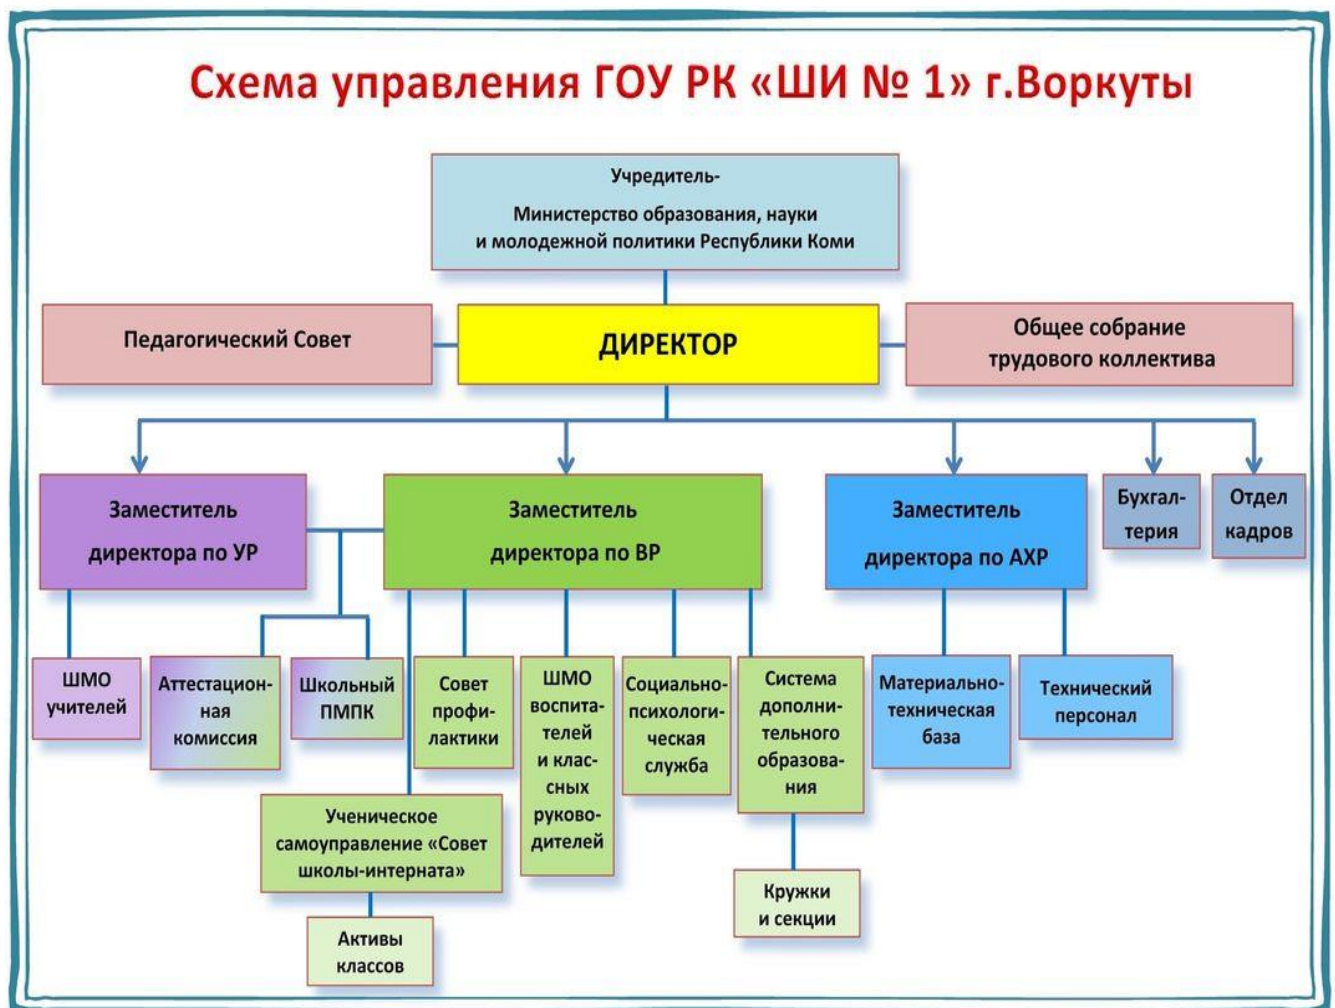 Схема управления ГОУ РК «ШИ № 1» г.Воркуты
Учредитель-
Министерство образования, науки
и молодежной политики Республики Коми
Педагогический Совет
ДИРЕКТОР
Общее собрание
трудового коллектива
Заместитель
директора по УР
Заместитель
директора по ВР
Заместитель
директора по АХР
Бухгал-
терия
Отдел
кадров
ШМО
учителей
Аттестацион-
ная
комиссия
Школьный
ПМПК
Совет
профи-
лактики
ШМО
воспита-
телей
и клас-
сных
руково-
дителей
Социально-
психологи-
ческая
служба
Система
дополни-
тельного
образова-
ния
Материально-
техническая
база
Технический
персонал
Ученическое
самоуправление «Совет
школы-интерната»
Кружки
и секции
Активы
классов